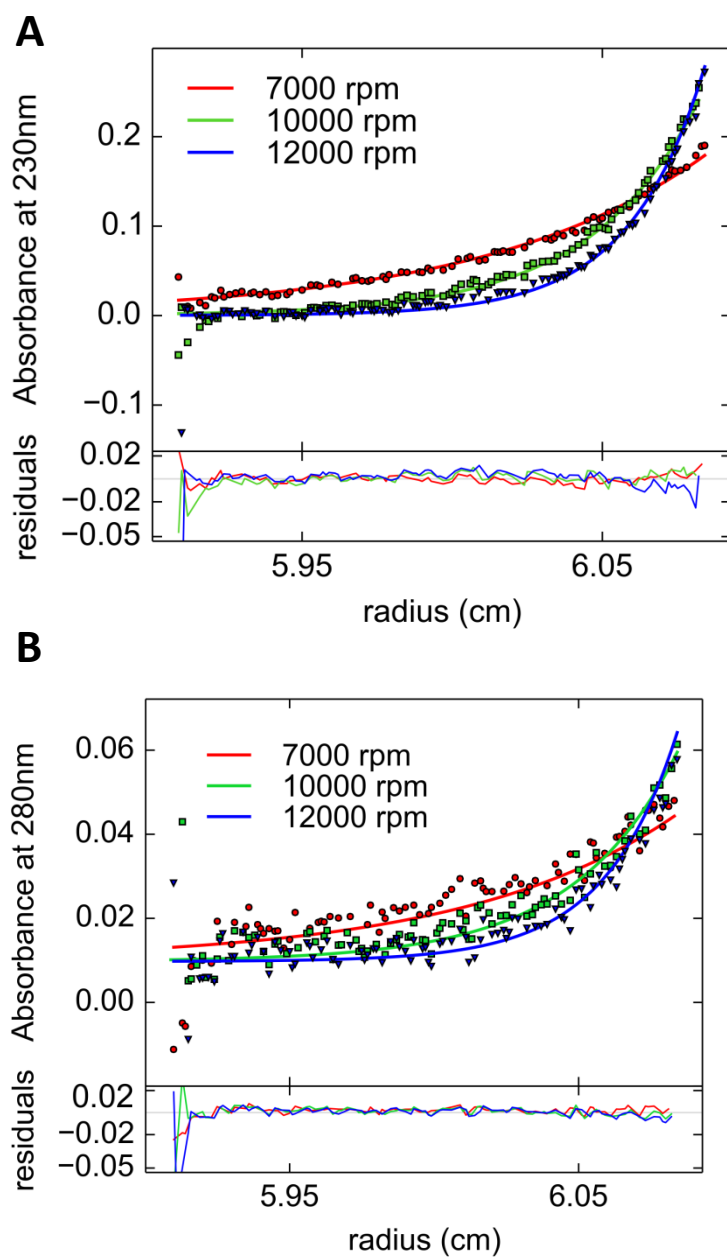 A
Absorbance at 230nm
7000 rpm
10000 rpm
12000 rpm
0.2
0.1
0.0
−0.1
residuals
0.02
−0.02
−0.05
5.95
6.05
radius (cm)
B
Absorbance at 280nm
7000 rpm
10000 rpm
12000 rpm
0.06
0.04
0.02
0.00
residuals
0.02
−0.02
−0.05
5.95
6.05
radius (cm)